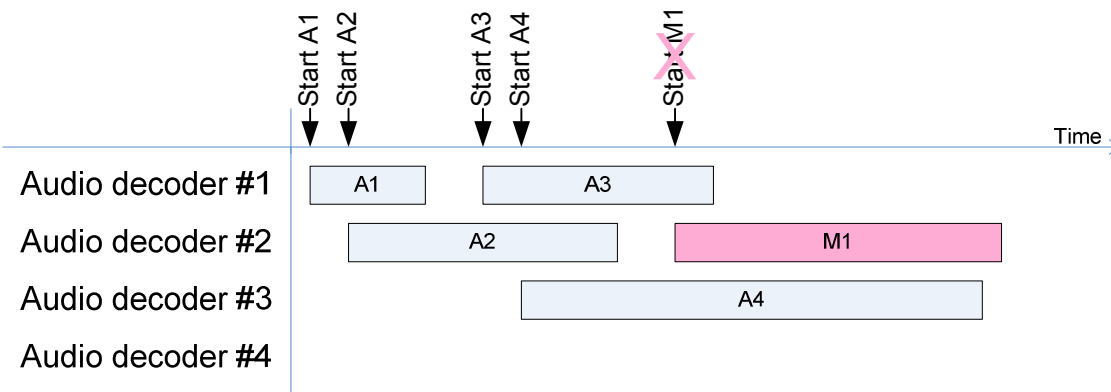 Start A1
Start A2
Start A3
Start A4
Start M1
Time
Audio decoder #1
A1
A3
Audio decoder #2
A2
M1
Audio decoder #3
A4
Audio decoder #4